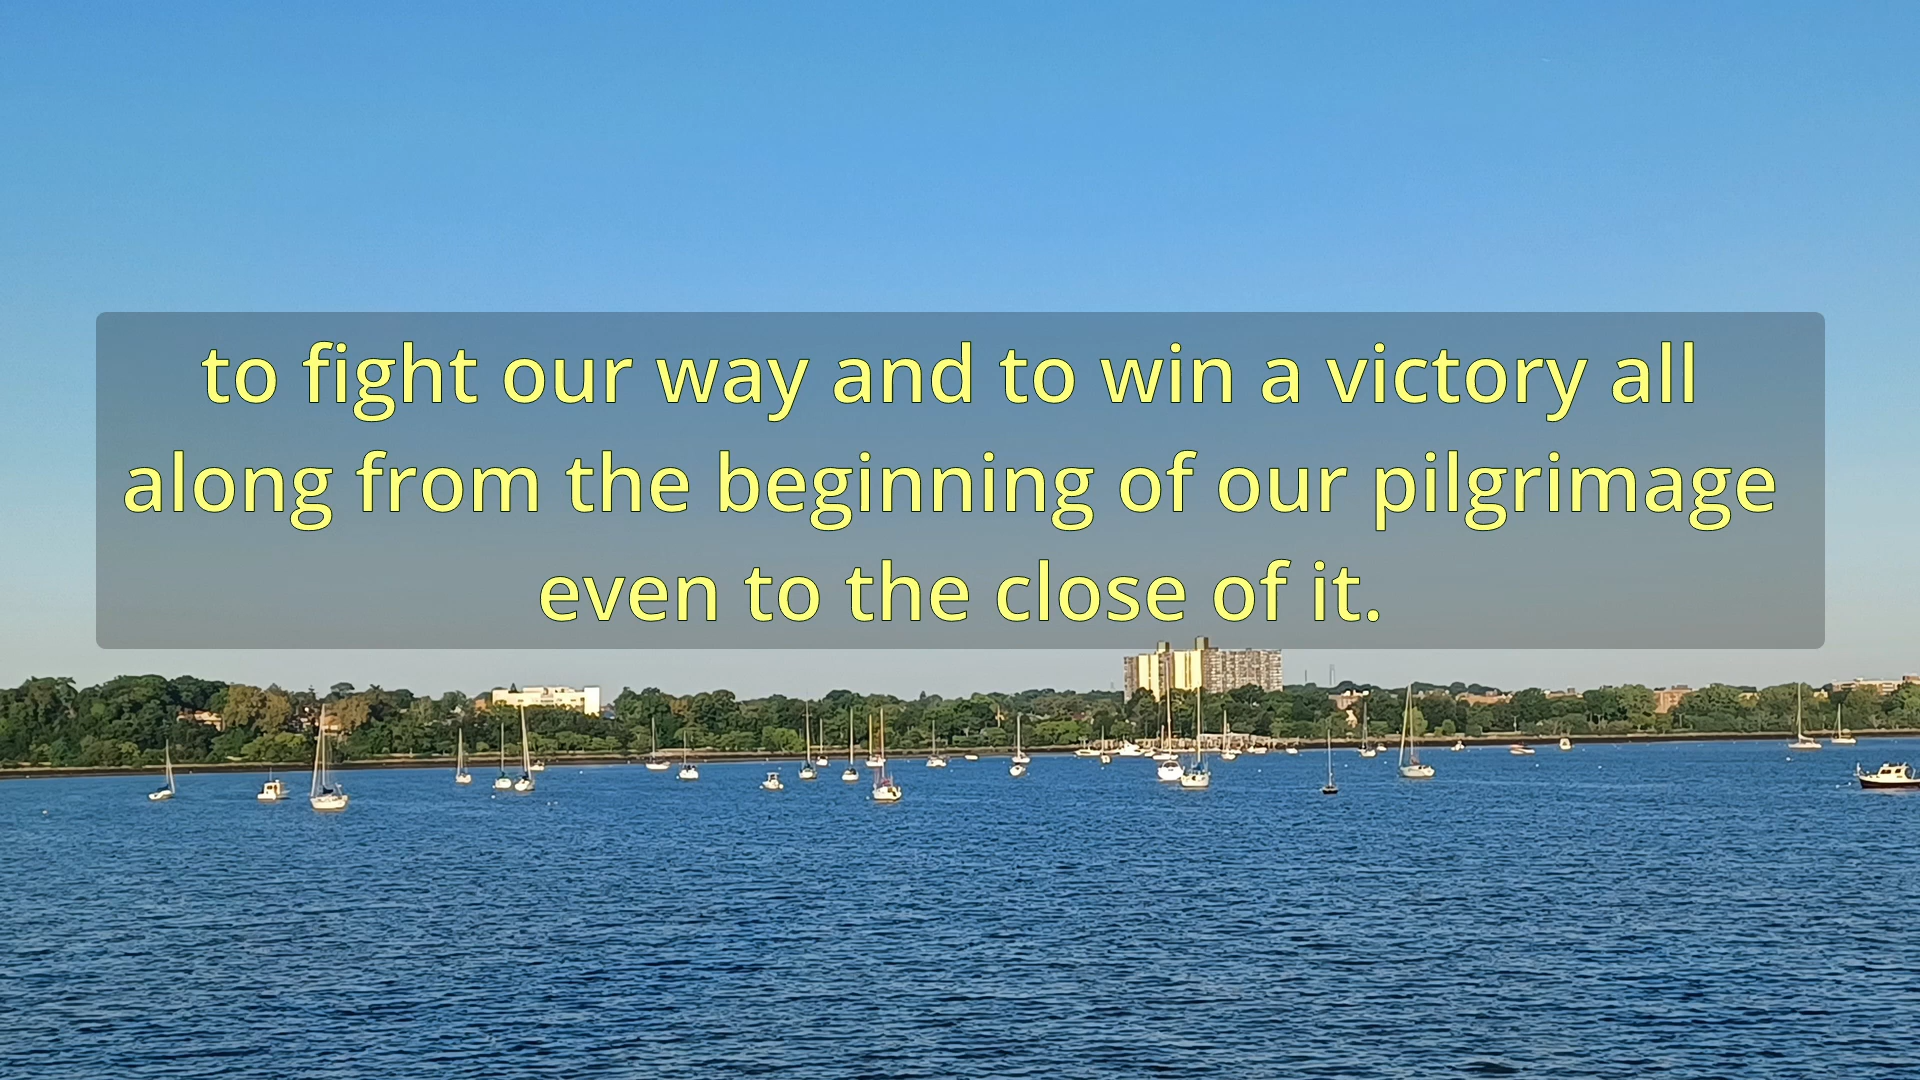 to fight our way and to win a victory all
along from the beginning of our pilgrimage
even to the close of it.